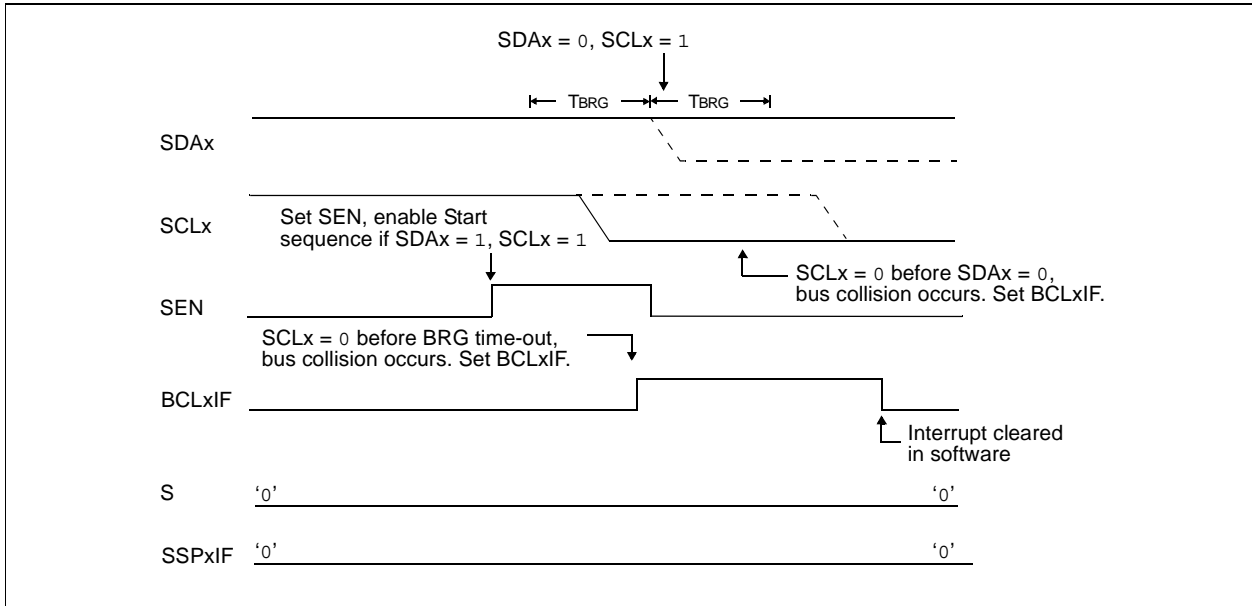 SDAx = 0, SCLx = 1
TBRG
TBRG
SDAx
SCLx
Set SEN, enable Start
sequence if SDAx = 1, SCLx = 1
SCLx = 0 before SDAx = 0,
bus collision occurs. Set BCLxIF.
SEN
SCLx = 0 before BRG time-out,
bus collision occurs. Set BCLxIF.
BCLxIF
Interrupt cleared
in software
S
‘0’
‘0’
SSPxIF
‘0’
‘0’